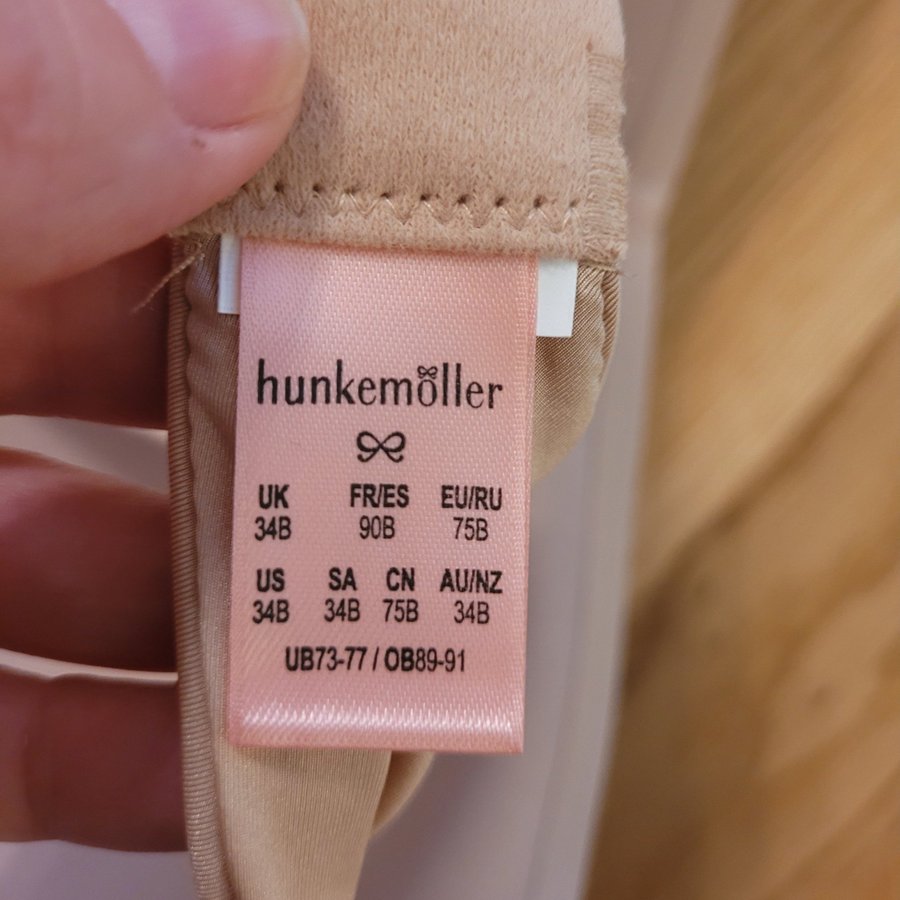 hunkemöller
UK FR/ES EU/RU
34B 90B 75B
US SA CN AU/NZ
34B 34B 75B 34B
UB73-77 / OB89-91